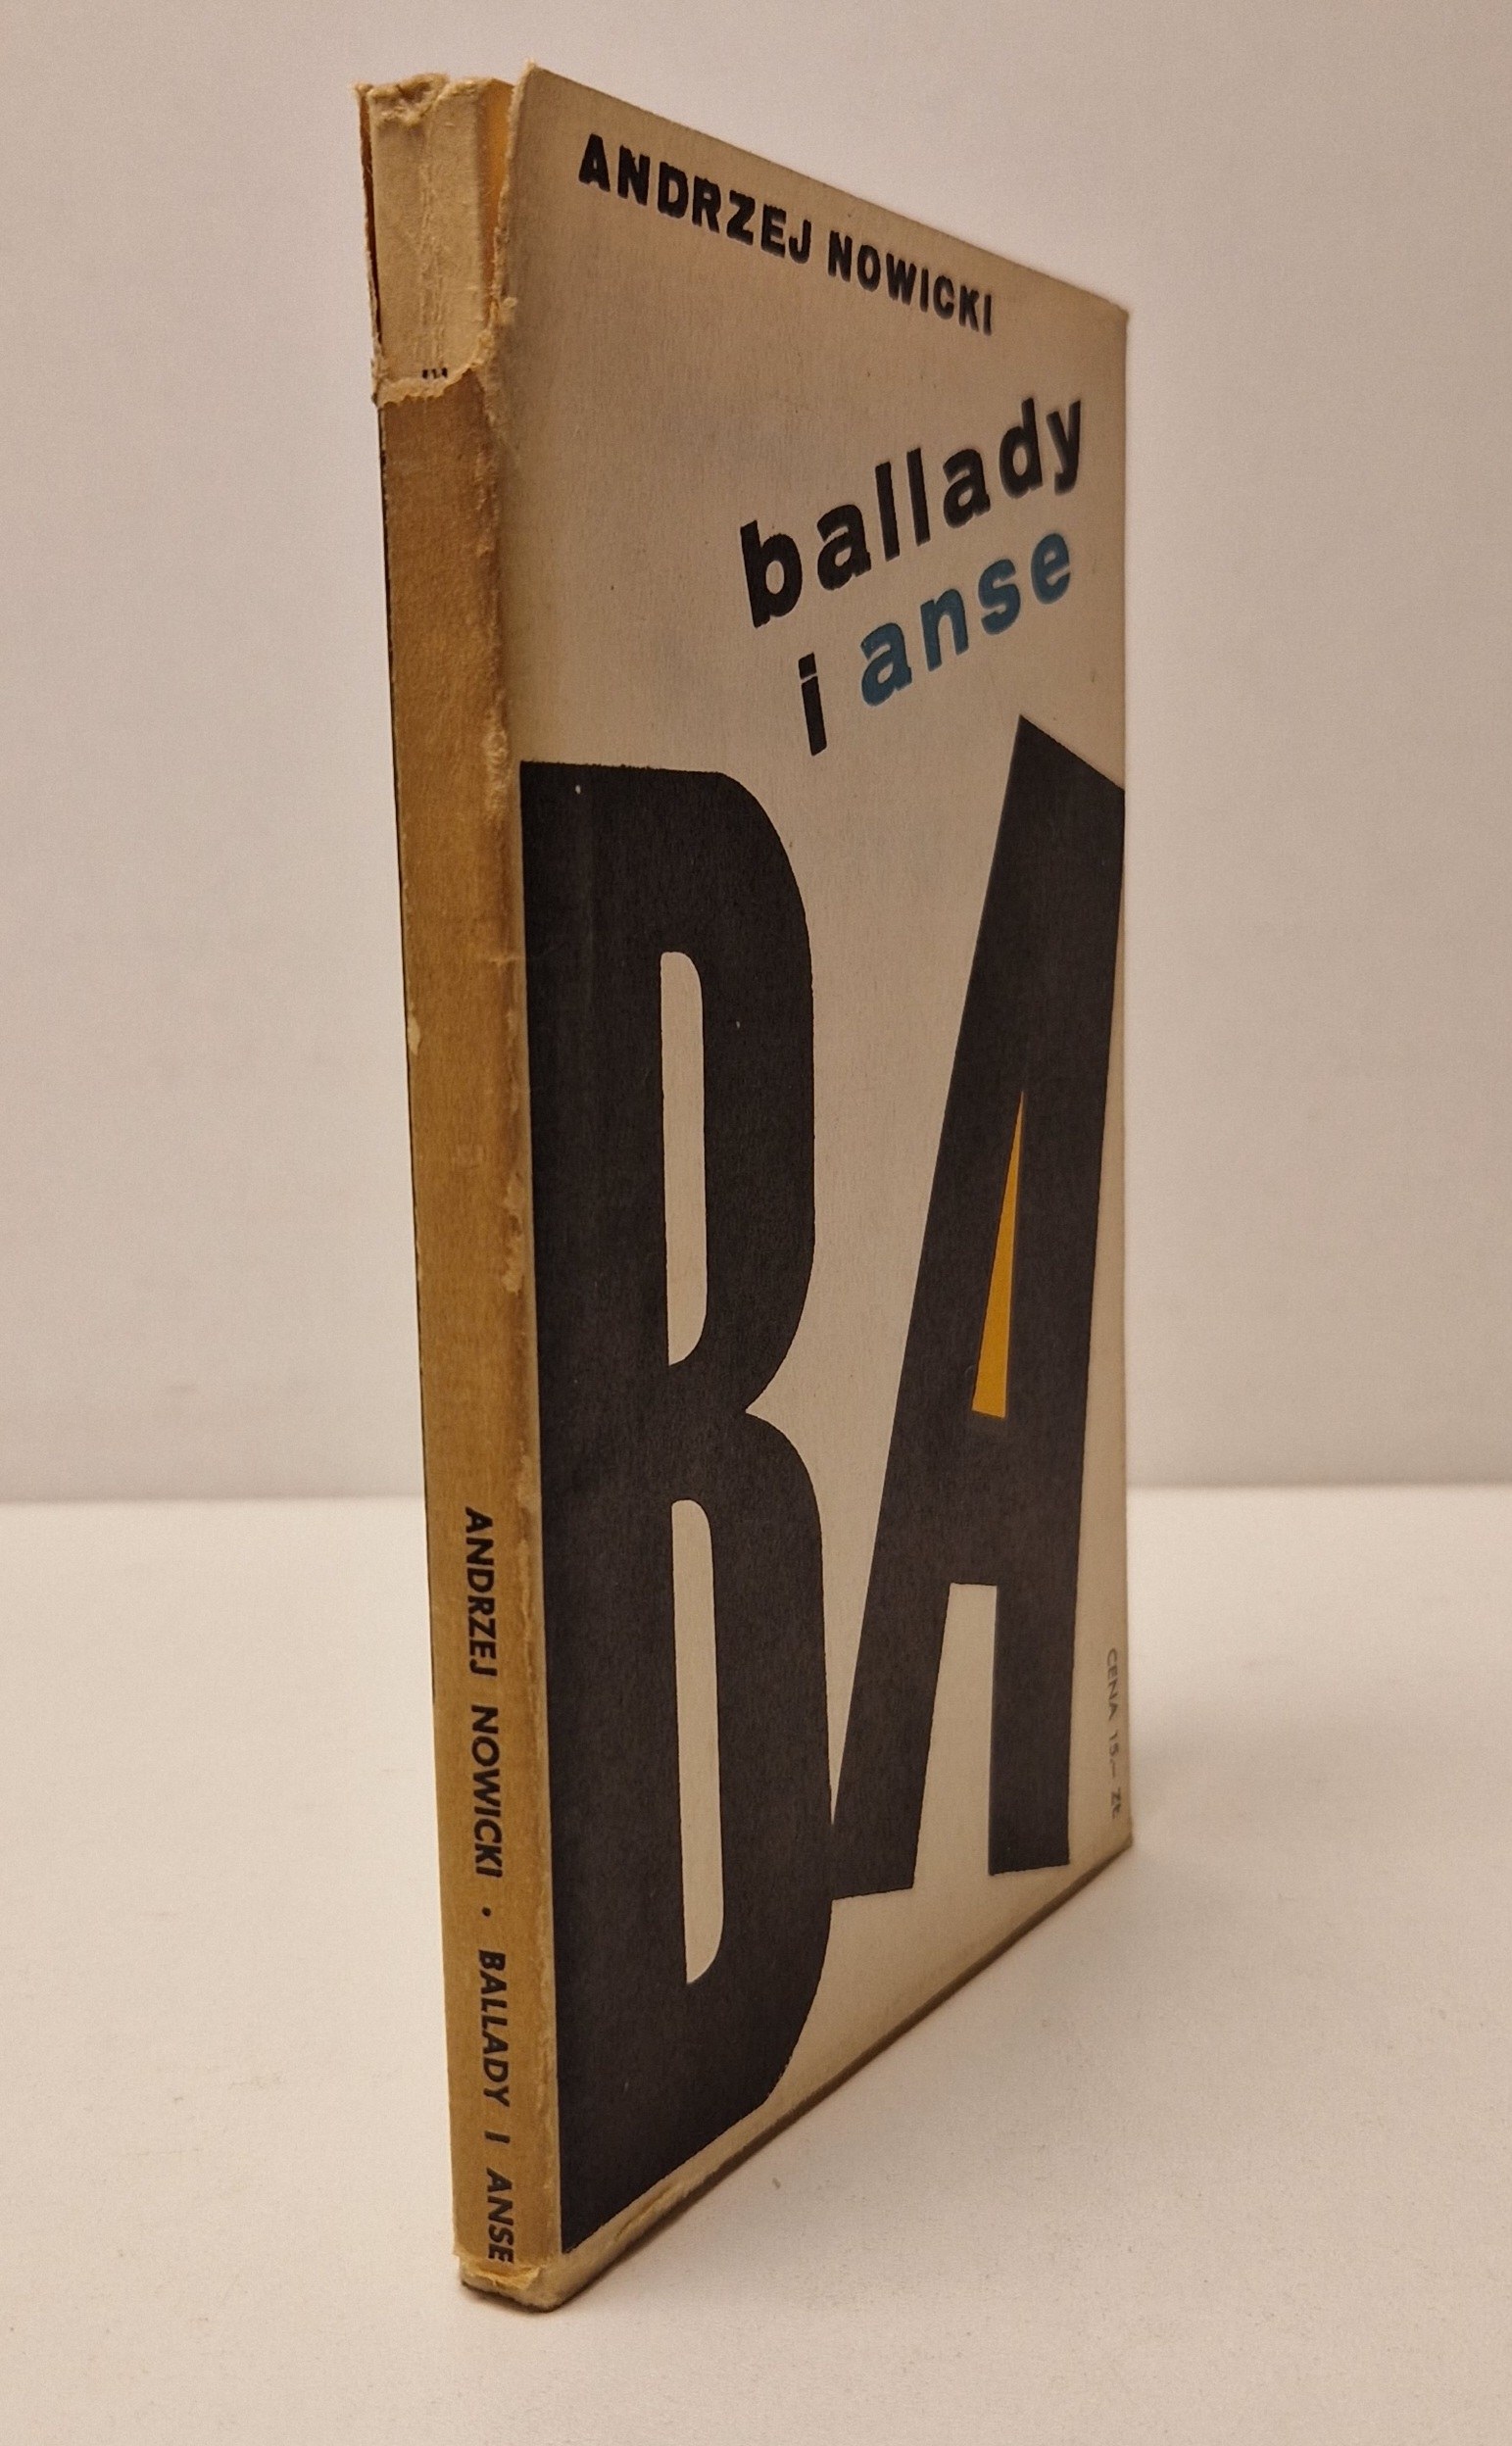 ANDRZEJ NOWICKI
ballady
i anse
BA
CENA 15.— ZŁ
ANDRZEJ NOWICKI • BALLADY I ANSE